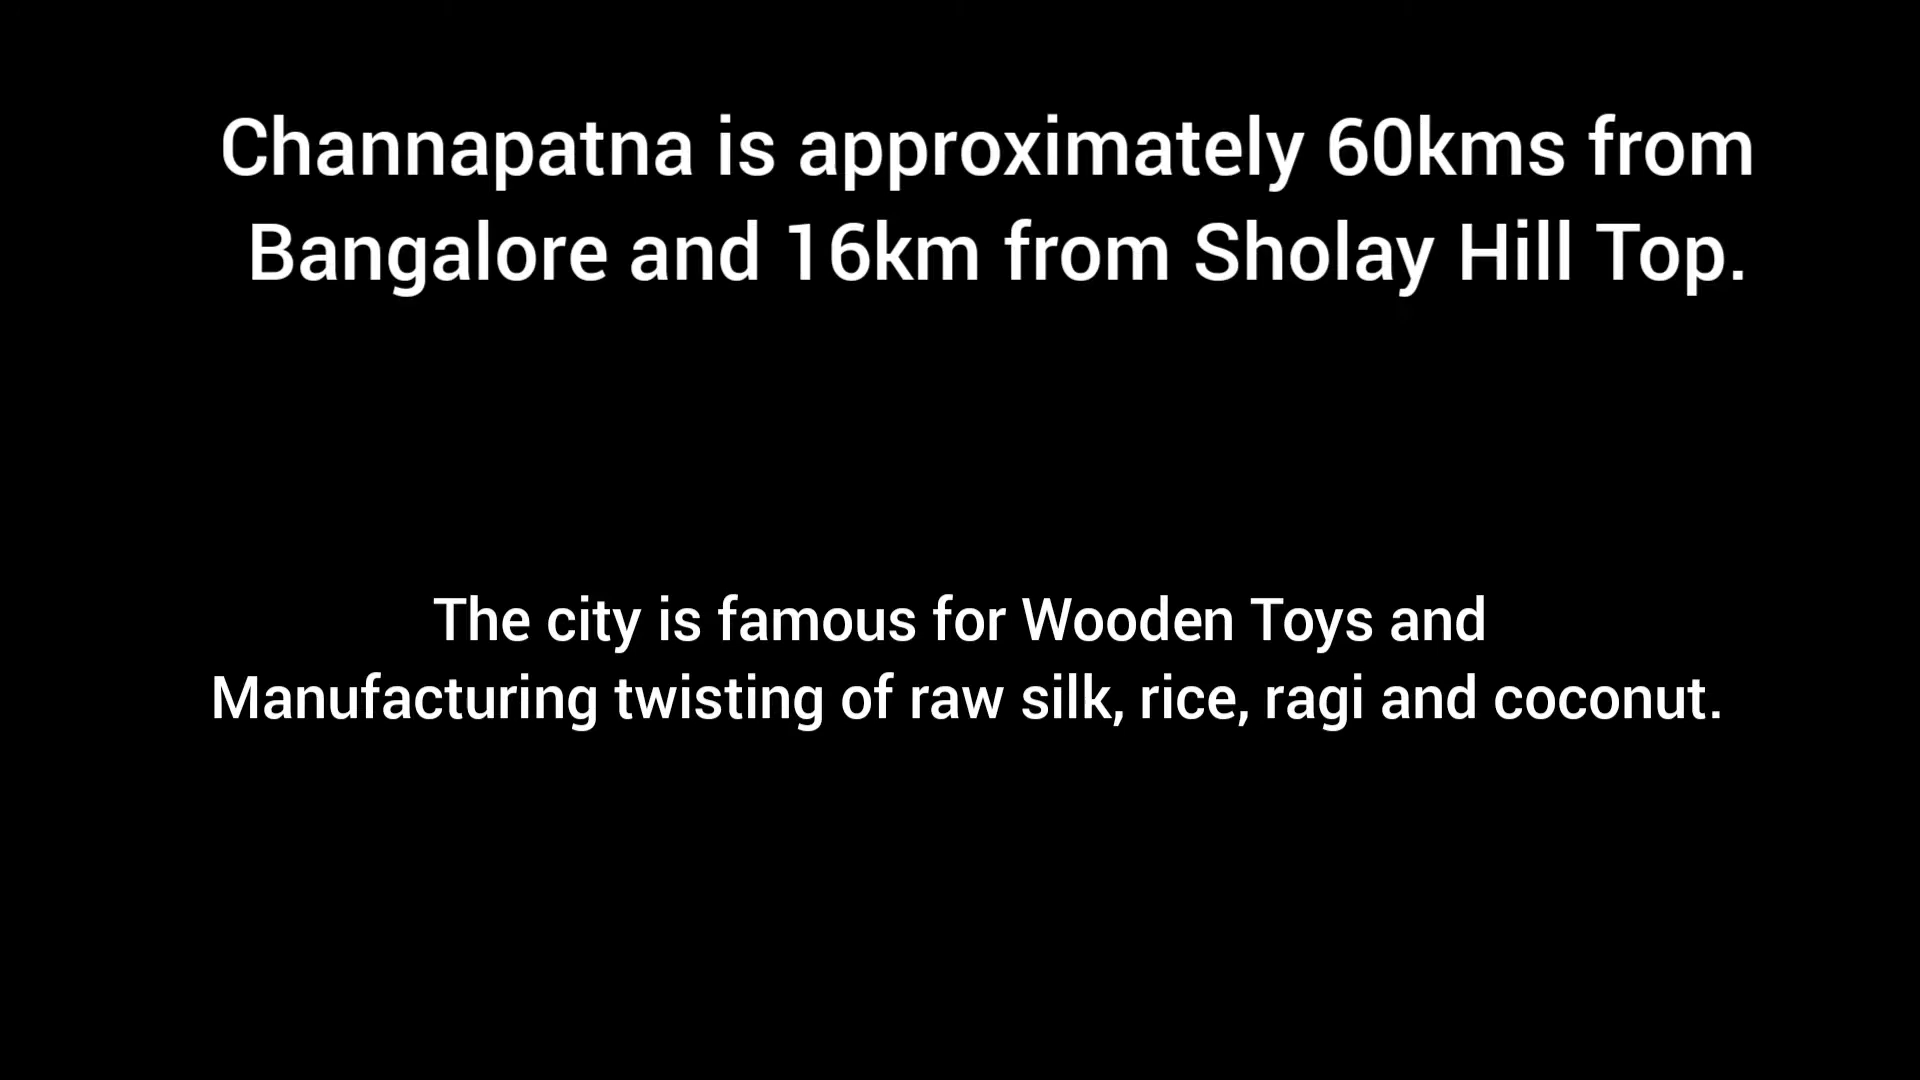 Channapatna is approximately 60kms from
Bangalore and 16km from Sholay Hill Top.
The city is famous for Wooden Toys and
Manufacturing twisting of raw silk, rice, ragi and coconut.